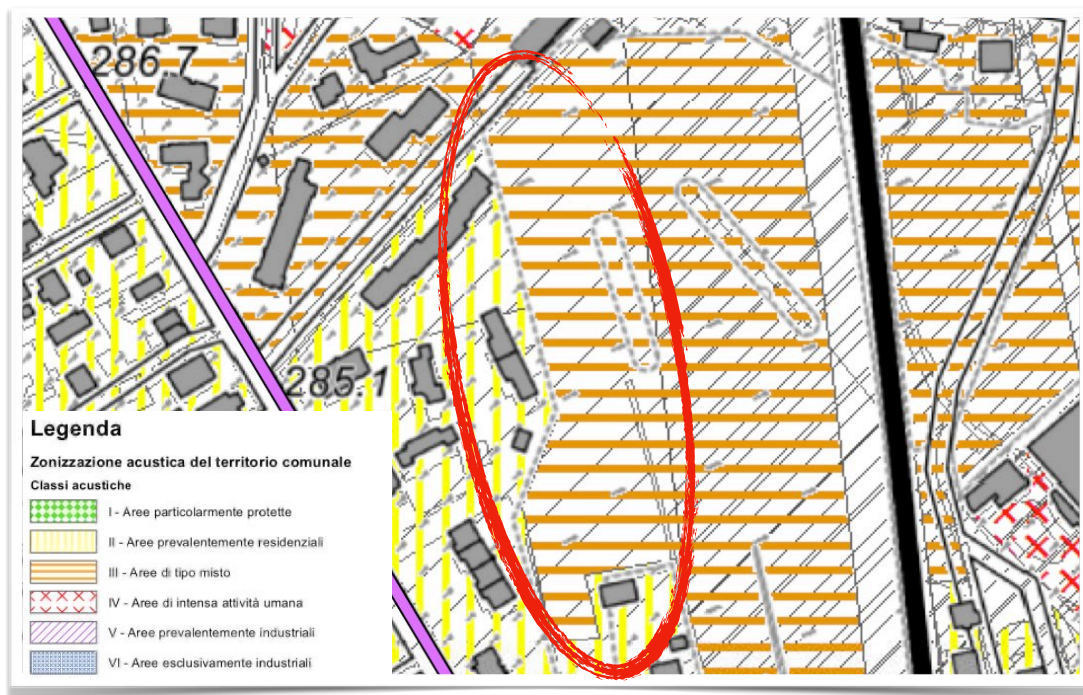 286.7
285.1
Legenda
Zonizzazione acustica del territorio comunale
Classi acustiche
I - Aree particolarmente protette
II - Aree prevalentemente residenziali
III - Aree di tipo misto
IV - Aree di intensa attività umana
V - Aree prevalentemente industriali
VI - Aree esclusivamente industriali